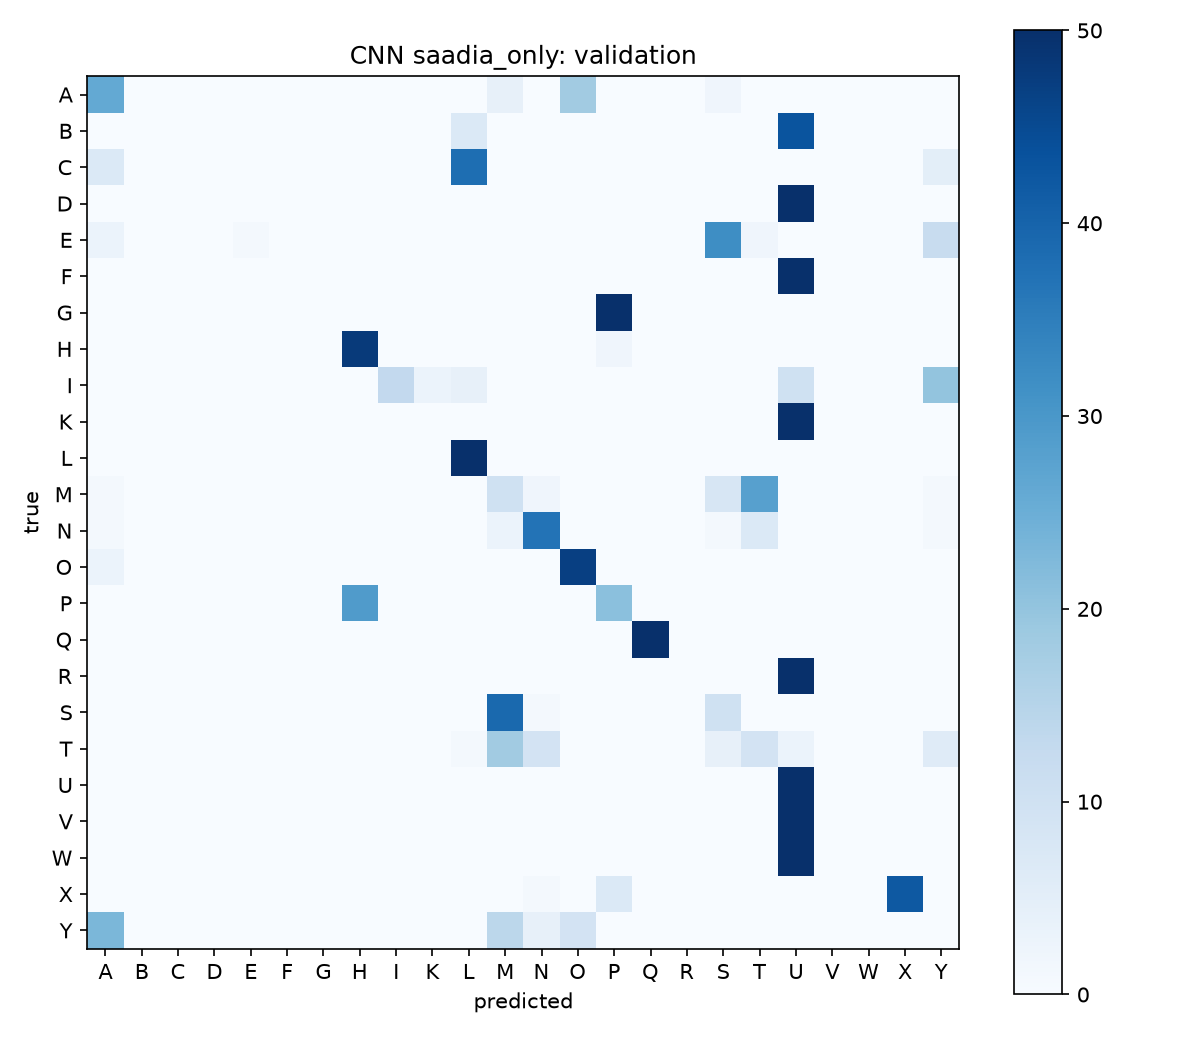 CNN saadia_only: validation
A
B
C
D
E
F
G
H
I
K
L
M
N
O
P
Q
R
S
T
U
V
W
X
Y
true
A B C D E F G H I K L M N O P Q R S T U V W X Y
predicted
50
40
30
20
10
0